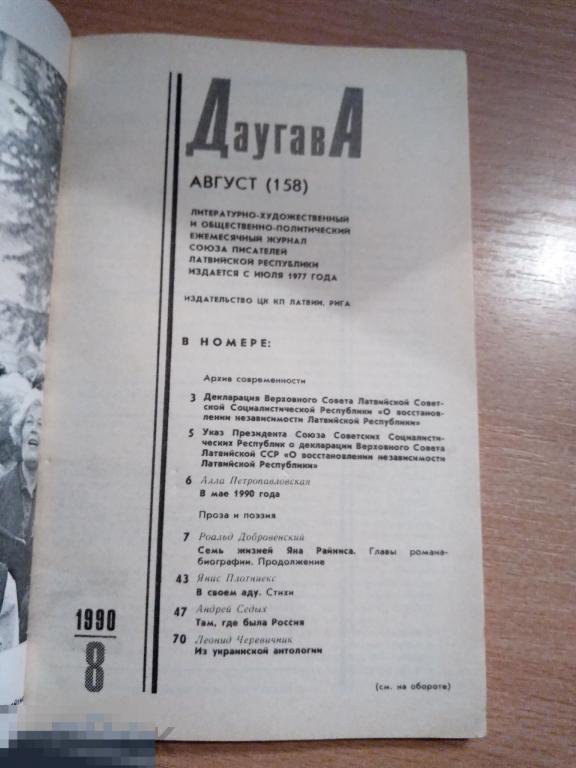 ДаугавА
АВГУСТ (158)
ЛИТЕРАТУРНО-ХУДОЖЕСТВЕННЫЙ
И ОБЩЕСТВЕННО-ПОЛИТИЧЕСКИЙ
ЕЖЕМЕСЯЧНЫЙ ЖУРНАЛ
СОЮЗА ПИСАТЕЛЕЙ
ЛАТВИЙСКОЙ РЕСПУБЛИКИ
ИЗДАЕТСЯ С ИЮЛЯ 1977 ГОДА
ИЗДАТЕЛЬСТВО ЦК КП ЛАТВИИ, РИГА
В НОМЕРЕ:
Архив современности
3 Декларация Верховного Совета Латвийской Совет-
ской Социалистической Республики «О восстанов-
лении независимости Латвийской Республики»
5 Указ Президента Союза Советских Социалисти-
ческих Республик о декларации Верховного Совета
Латвийской ССР «О восстановлении независимости
Латвийской Республики»
6 Алла Петропавловская
В мае 1990 года
Проза и поэзия
7 Роальд Добровенский
Семь жизней Яна Райниса. Главы романа-
биографии. Продолжение
43 Янис Плотниекс
В своем аду. Стихи
47 Андрей Седых
Там, где была Россия
70 Леонид Черевичник
Из украинской антологии
(см. на обороте)
1990
8